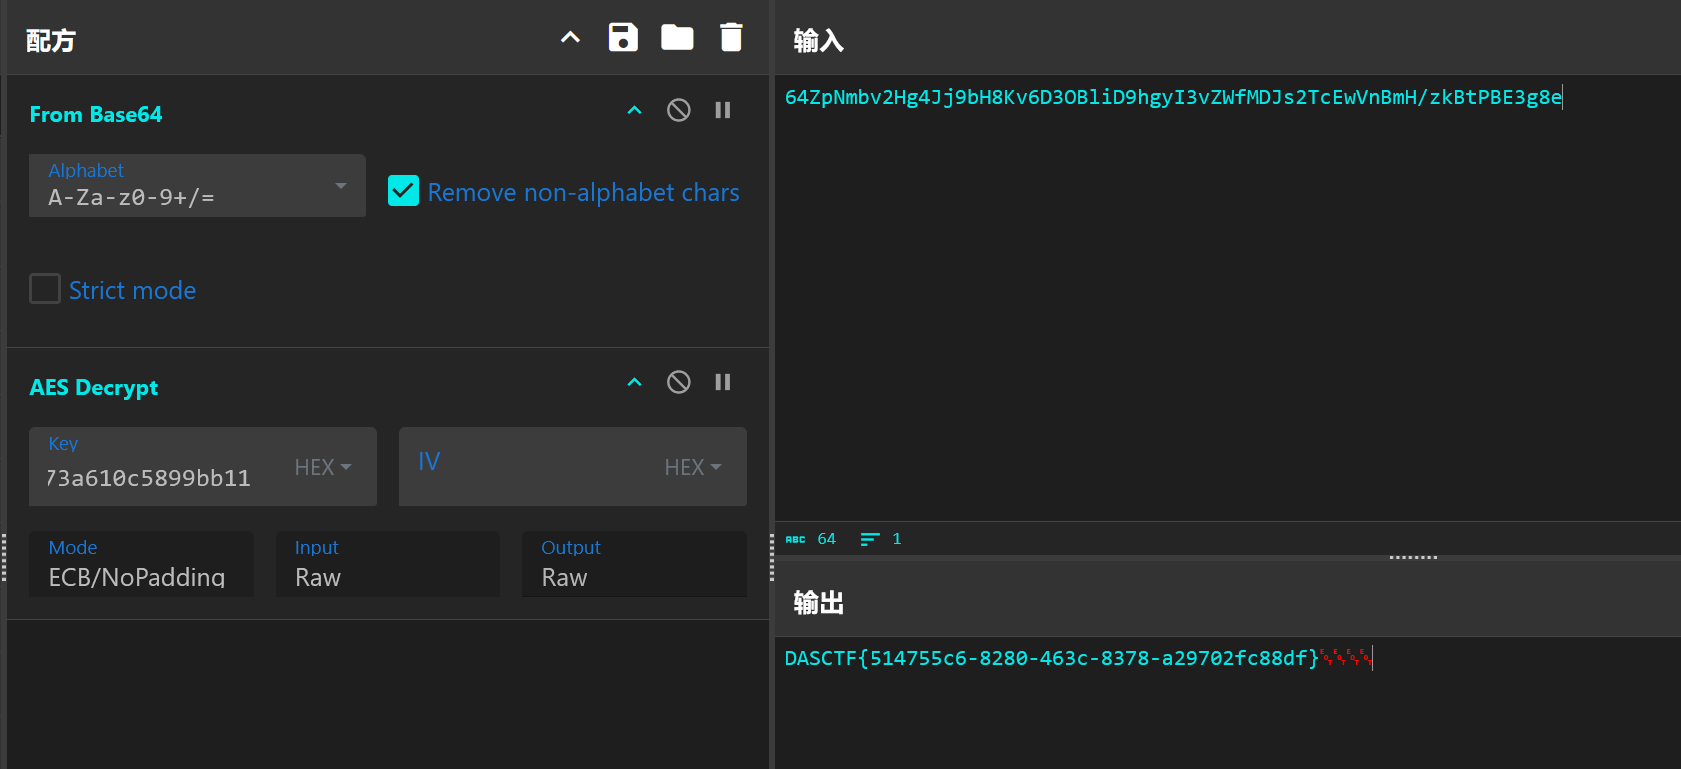 配方
From Base64
Alphabet
A-Za-z0-9+/=
Remove non-alphabet chars
Strict mode
AES Decrypt
Key
73a610c5899bb11
HEX
IV
HEX
Mode
ECB/NoPadding
Input
Raw
Output
Raw
输入
64ZpNmbv2Hg4Jj9bH8Kv6D3OBliD9hgyI3vZWfMDJs2TcEwVnBmH/zkBtPBE3g8e
ABC 64 1
输出
DASCTF{514755c6-8280-463c-8378-a29702fc88df}